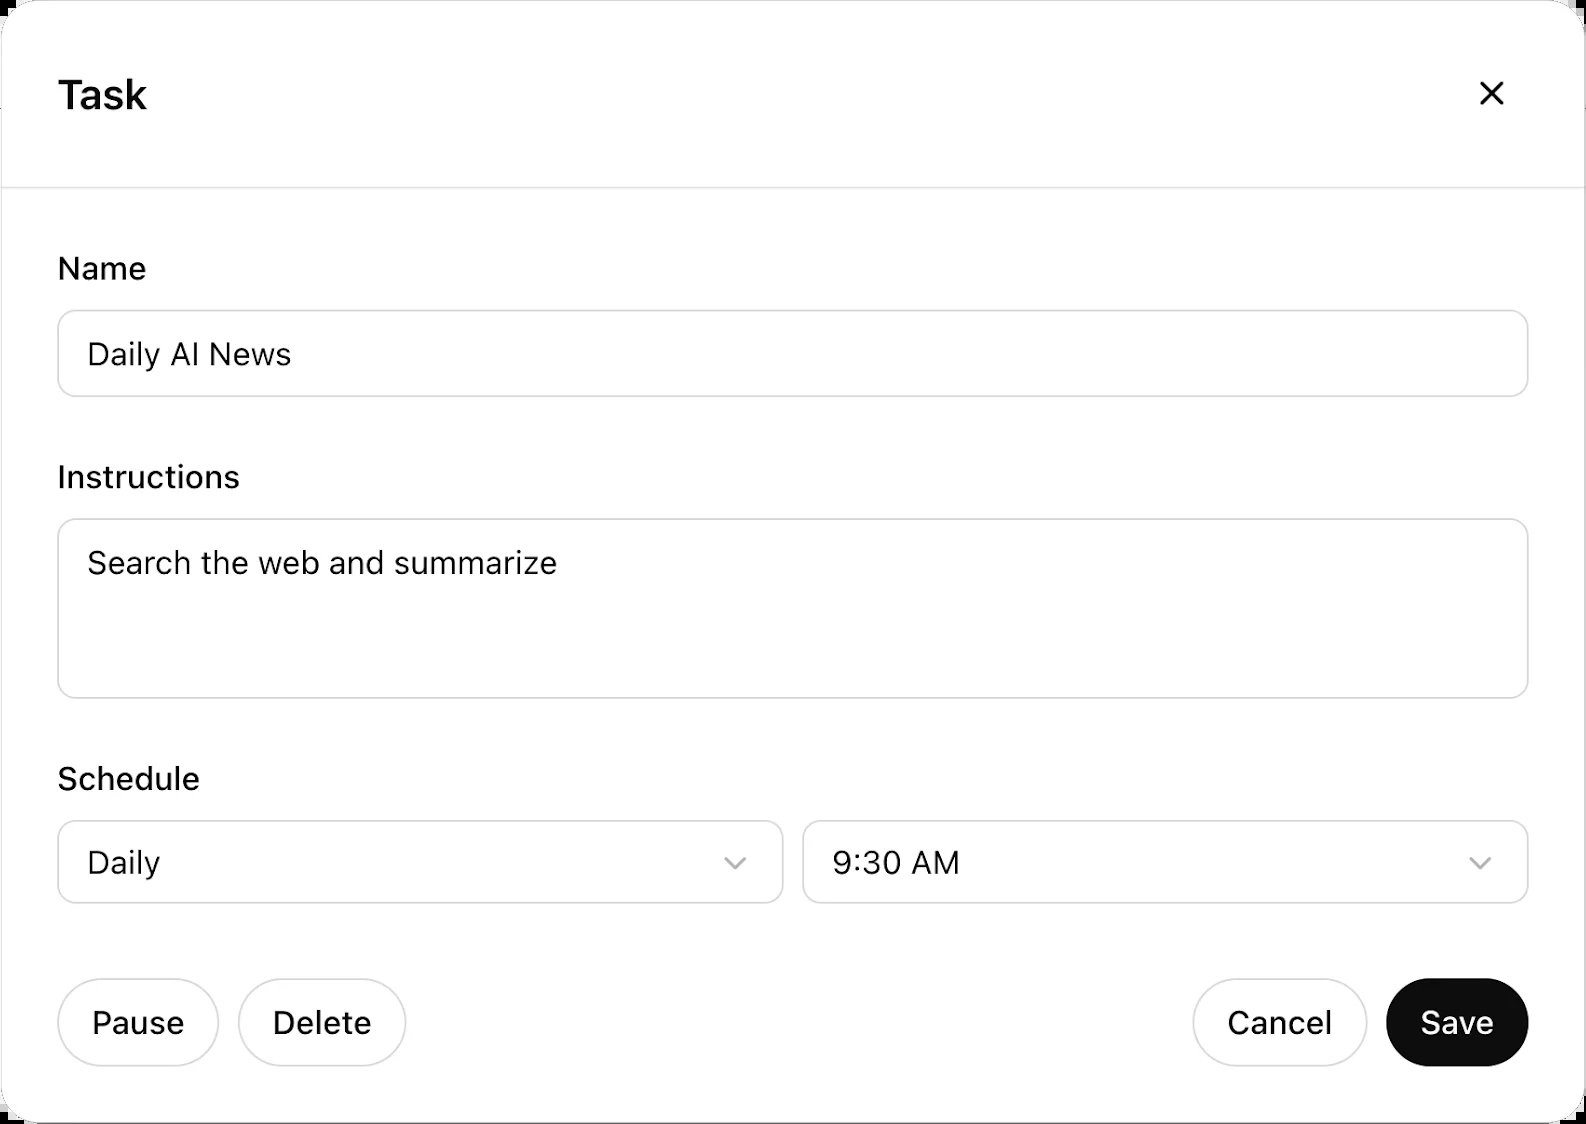 Task
Name
Daily AI News
Instructions
Search the web and summarize
Schedule
Daily
9:30 AM
Pause
Delete
Cancel
Save